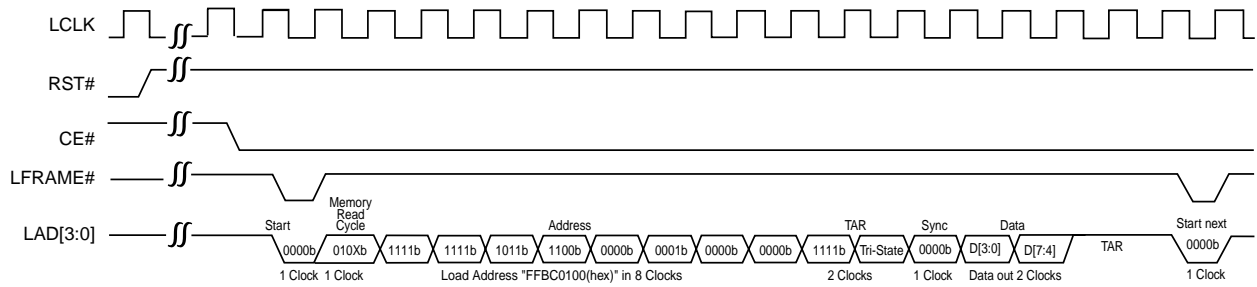 LCLK
RST#
CE#
LFRAME#
LAD[3:0]
Start
Memory
Read
Cycle
Address
TAR
Sync
Data
Start next
0000b
010Xb
1111b
1111b
1011b
1100b
0000b
0001b
0000b
0000b
1111b
Tri-State
0000b
D[3:0]
D[7:4]
TAR
0000b
1 Clock
1 Clock
Load Address "FFBC0100(hex)" in 8 Clocks
2 Clocks
1 Clock
Data out 2 Clocks
1 Clock